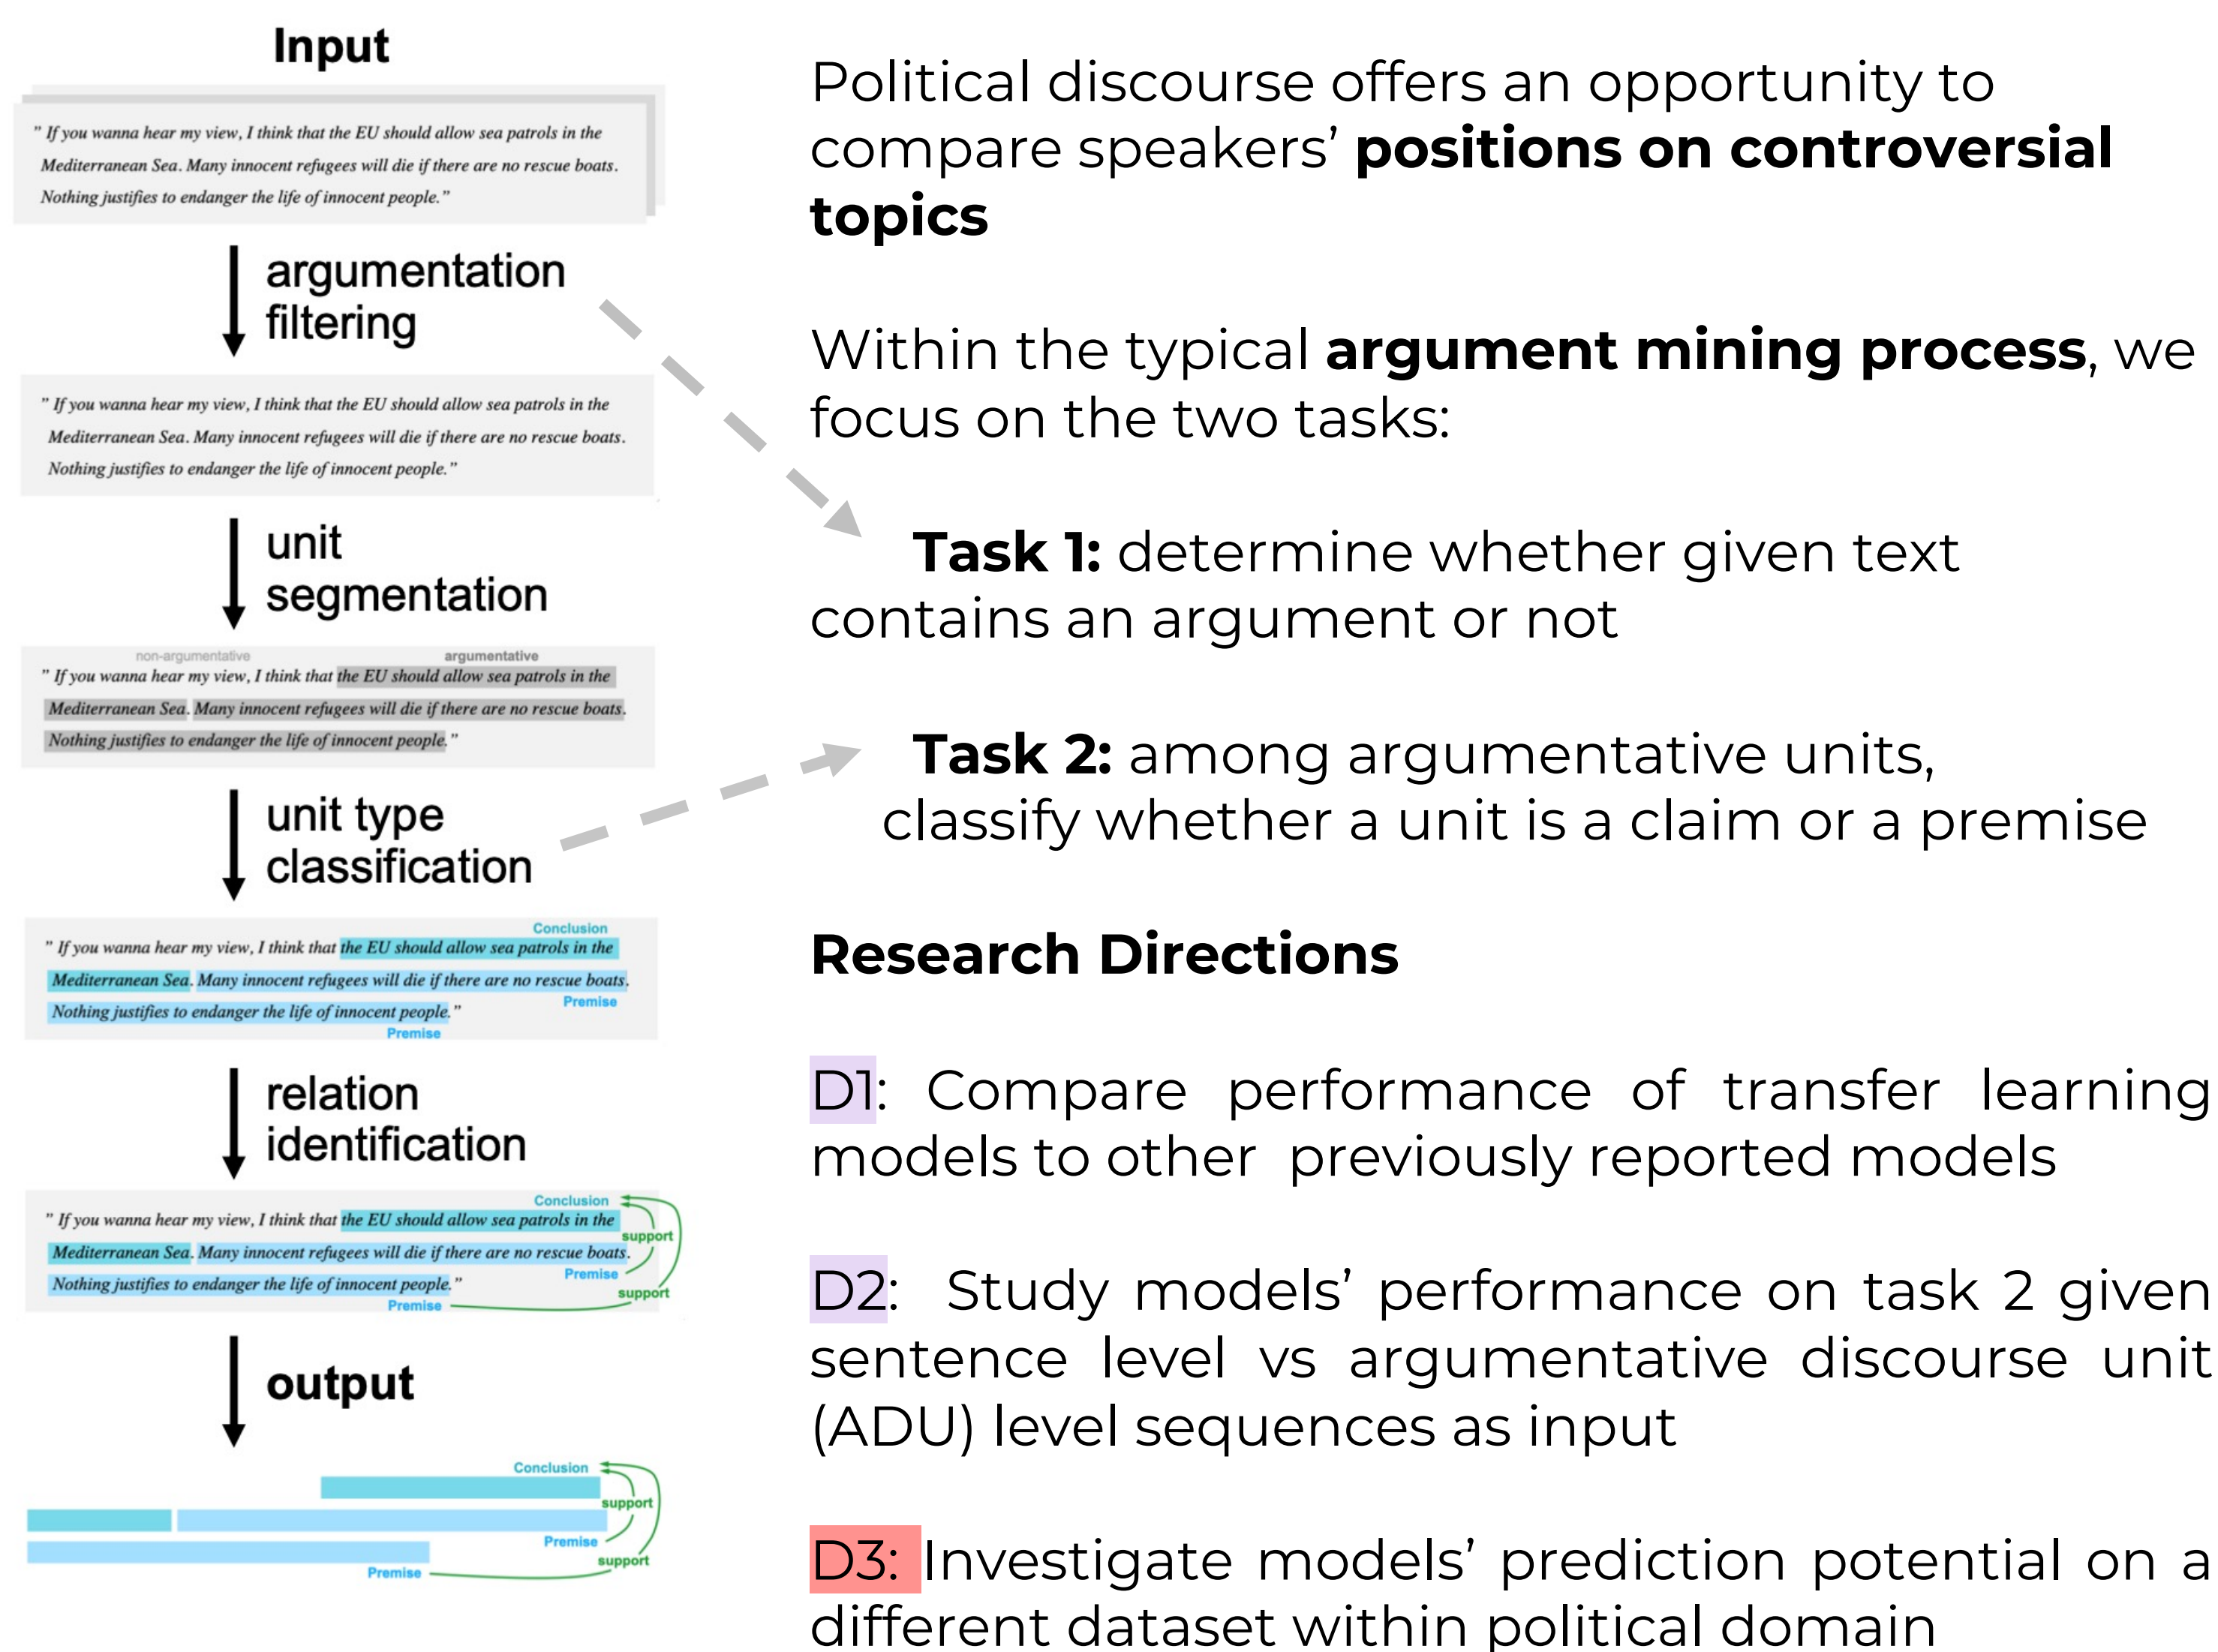 Input
" If you wanna hear my view, I think that the EU should allow sea patrols in the
Mediterranean Sea. Many innocent refugees will die if there are no rescue boats.
Nothing justifies to endanger the life of innocent people."
argumentation
filtering
" If you wanna hear my view, I think that the EU should allow sea patrols in the
Mediterranean Sea. Many innocent refugees will die if there are no rescue boats.
Nothing justifies to endanger the life of innocent people."
unit
segmentation
non-argumentative argumentative
" If you wanna hear my view, I think that the EU should allow sea patrols in the
Mediterranean Sea. Many innocent refugees will die if there are no rescue boats.
Nothing justifies to endanger the life of innocent people."
unit type
classification
Conclusion
" If you wanna hear my view, I think that the EU should allow sea patrols in the
Mediterranean Sea. Many innocent refugees will die if there are no rescue boats.
Premise
Nothing justifies to endanger the life of innocent people."
Premise
relation
identification
Conclusion
" If you wanna hear my view, I think that the EU should allow sea patrols in the
support
Mediterranean Sea. Many innocent refugees will die if there are no rescue boats.
Premise
Nothing justifies to endanger the life of innocent people."
support
Premise
output
Conclusion
support
Premise
support
Premise
Political discourse offers an opportunity to
compare speakers' positions on controversial
topics
Within the typical argument mining process, we
focus on the two tasks:
Task 1: determine whether given text
contains an argument or not
Task 2: among argumentative units,
classify whether a unit is a claim or a premise
Research Directions
D1: Compare performance of transfer learning
models to other previously reported models
D2: Study models' performance on task 2 given
sentence level vs argumentative discourse unit
(ADU) level sequences as input
D3: Investigate models' prediction potential on a
different dataset within political domain